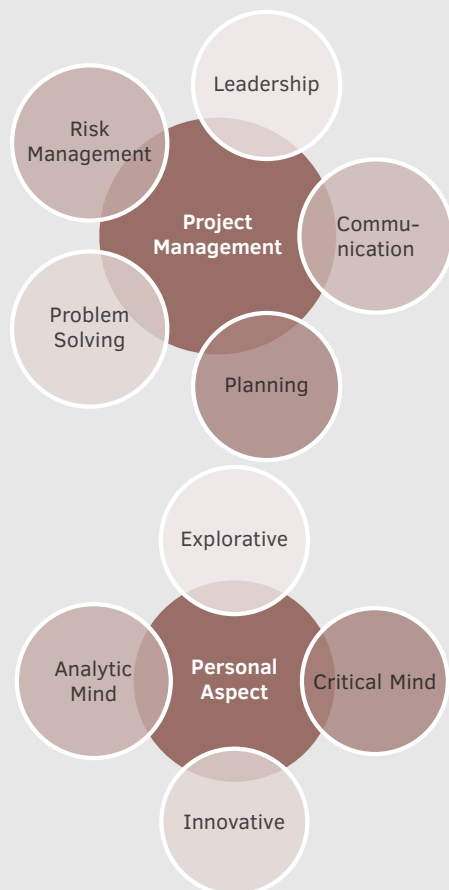 Leadership
Risk
Management
Project
Management
Commu-
nication
Problem
Solving
Planning
Explorative
Analytic
Mind
Personal
Aspect
Critical Mind
Innovative